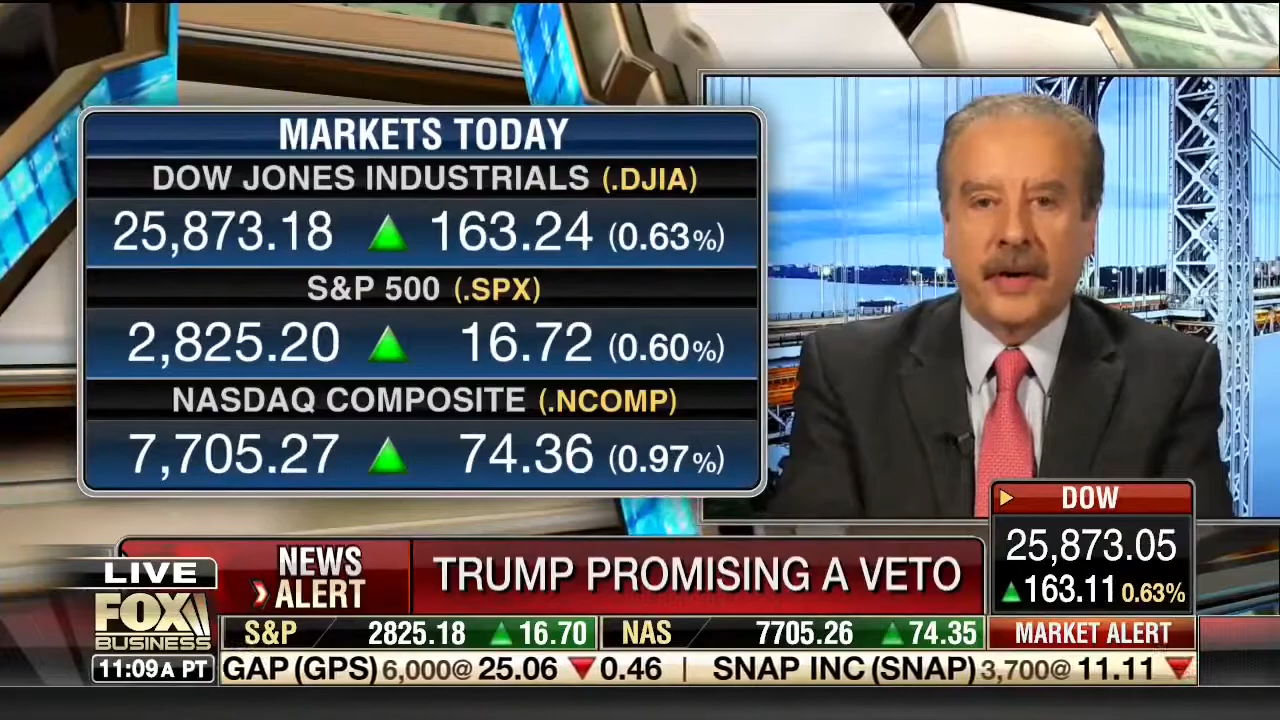 MARKETS TODAY
DOW JONES INDUSTRIALS (.DJIA)
25,873.18 ▲ 163.24 (0.63%)
S&P 500 (.SPX)
2,825.20 ▲ 16.72 (0.60%)
NASDAQ COMPOSITE (.NCOMP)
7,705.27 ▲ 74.36 (0.97%)
DOW
25,873.05
▲163.11 0.63%
MARKET ALERT
NEWS ALERT
TRUMP PROMISING A VETO
LIVE
FOX
BUSINESS
11:09 A PT
S&P 2825.18 ▲16.70 NAS 7705.26 ▲74.35
GAP (GPS) 6,000@ 25.06 ▼0.46 | SNAP INC (SNAP) 3,700@ 11.11 ▼